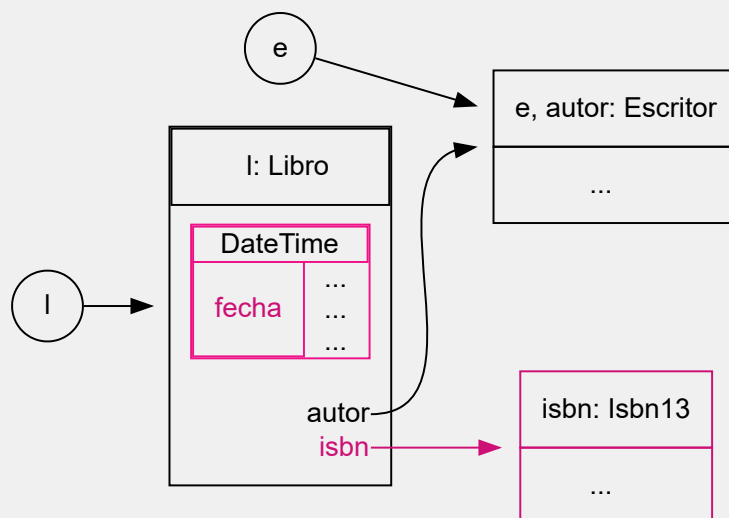 e
e, autor: Escritor
...
l: Libro
DateTime
fecha
...
...
...
l
autor
isbn
isbn: Isbn13
...